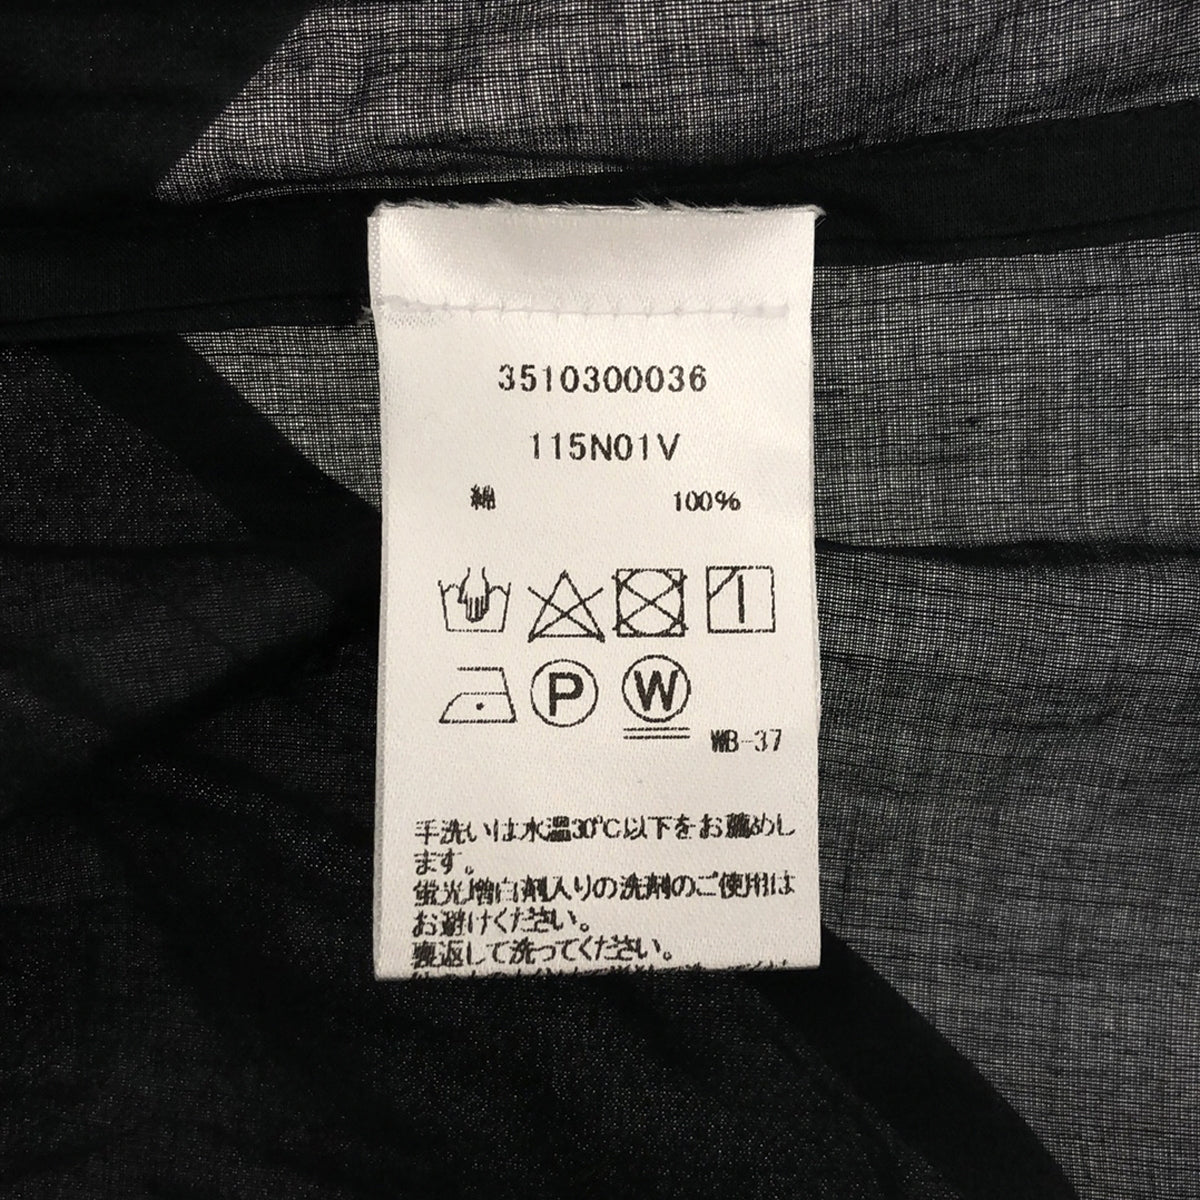 3510300036
115N01V
綿 100%
P W
WB-37
手洗いは水温30℃以下をお薦めし
ます。
蛍光増白剤入りの洗剤のご使用は
お避けください。
裏返して洗ってください。